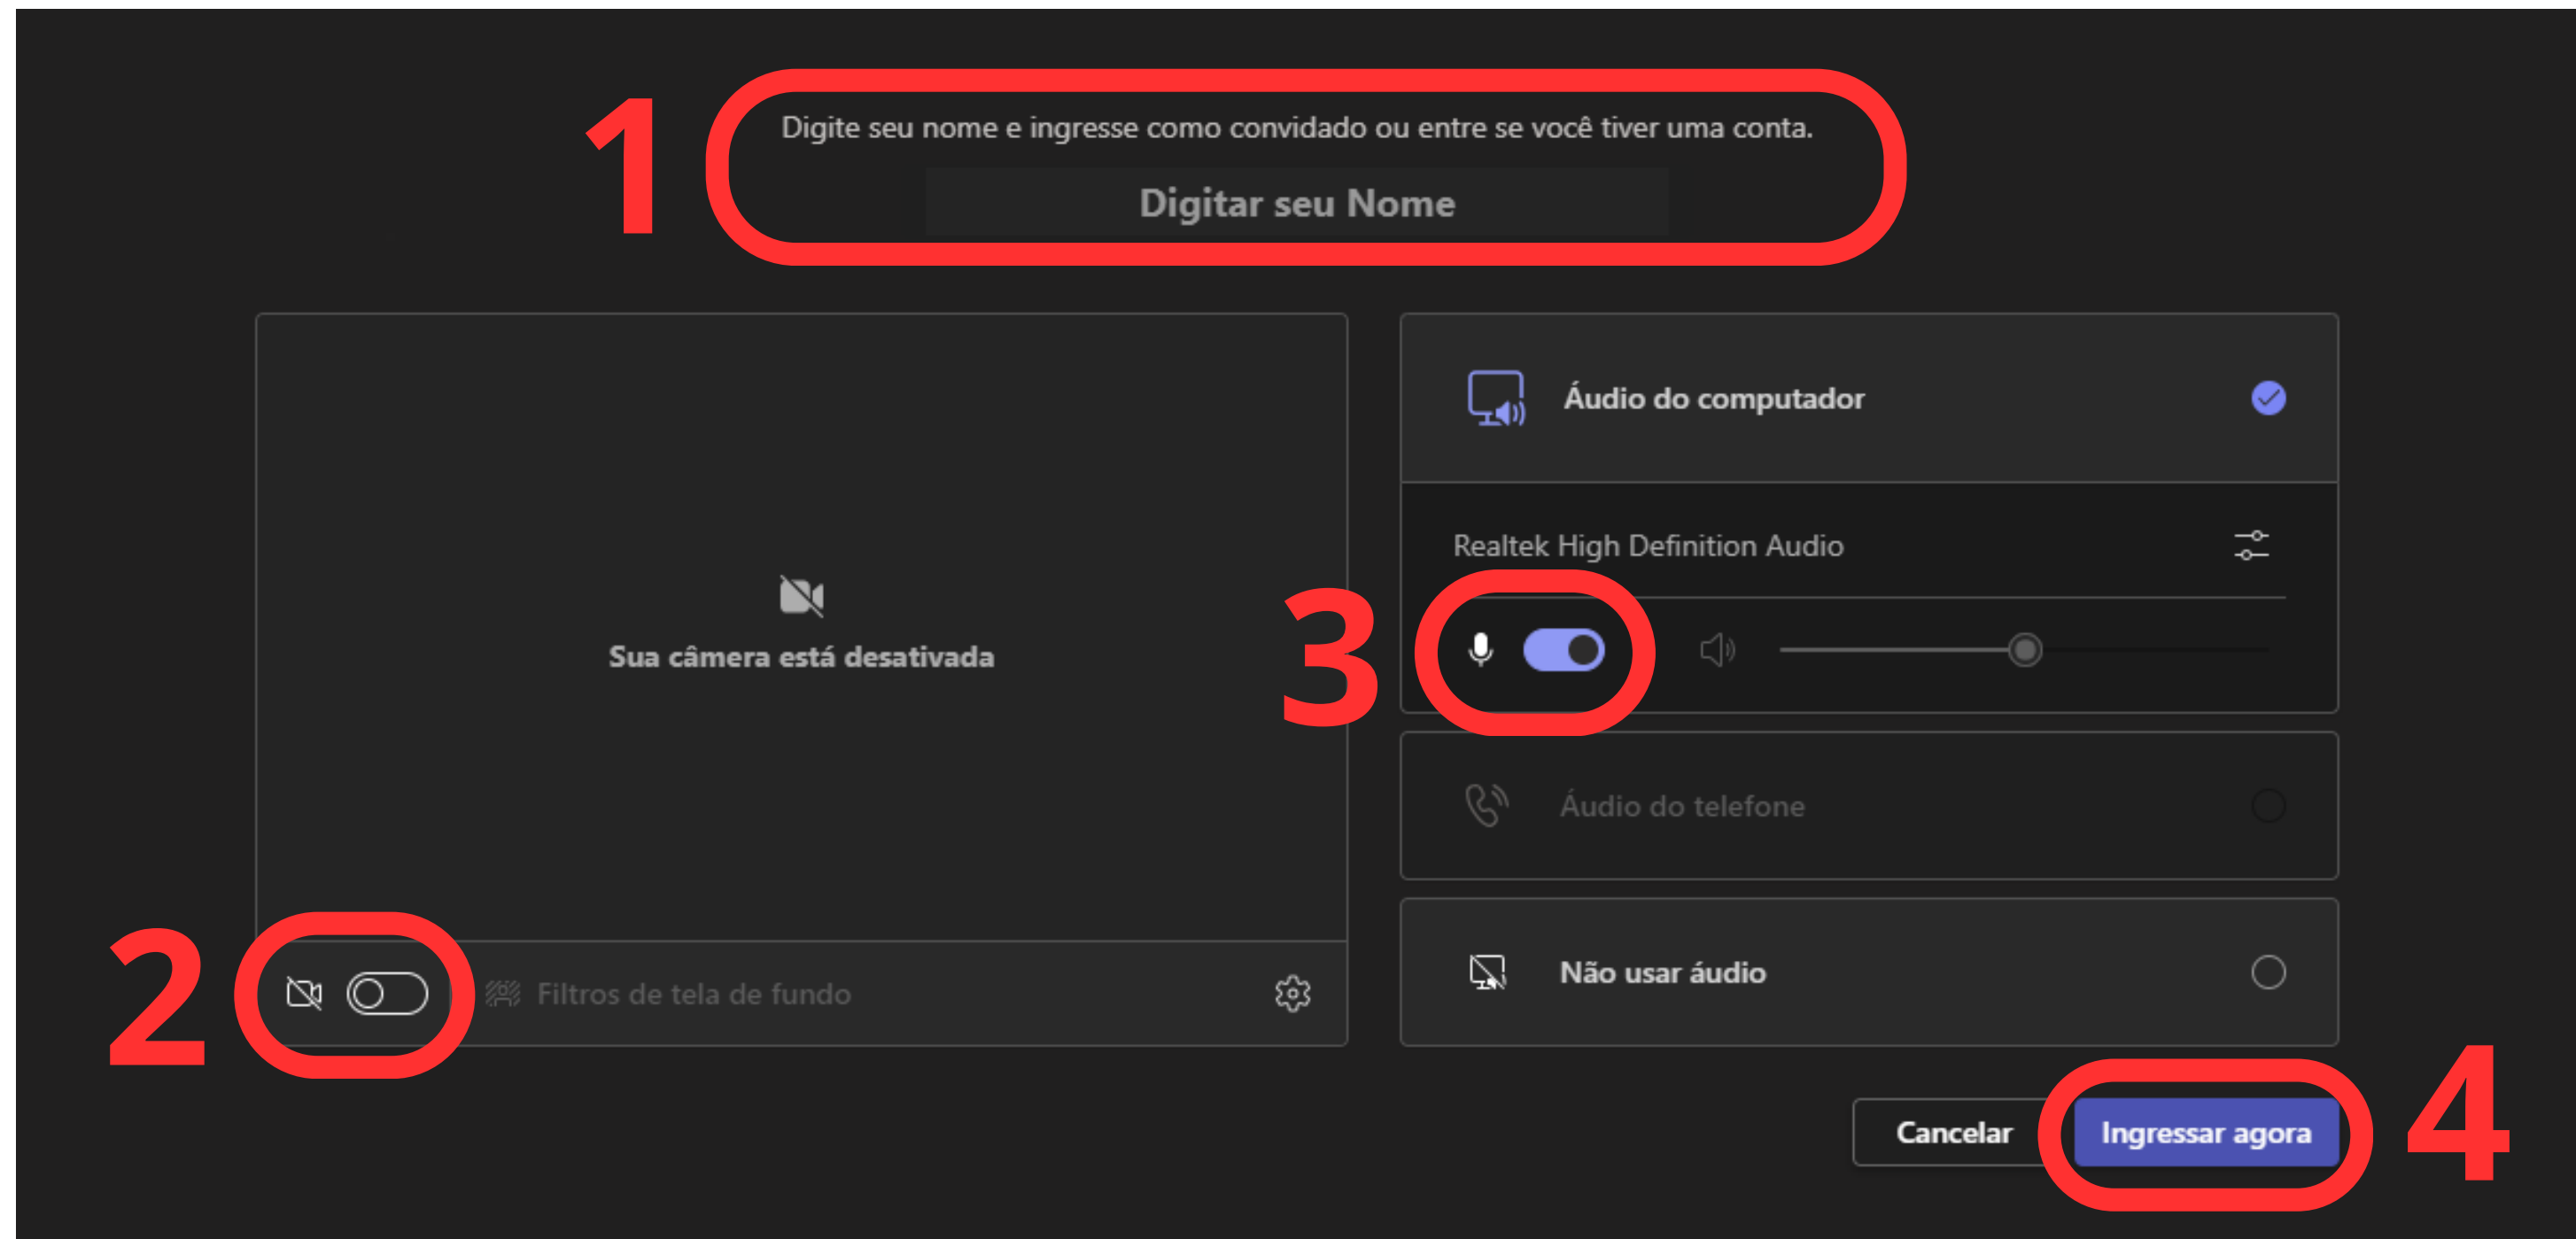 1
Digite seu nome e ingresse como convidado ou entre se você tiver uma conta.
Digitar seu Nome
Sua câmera está desativada
2
Filtros de tela de fundo
Áudio do computador
Realtek High Definition Audio
3
Áudio do telefone
Não usar áudio
Cancelar
Ingressar agora
4